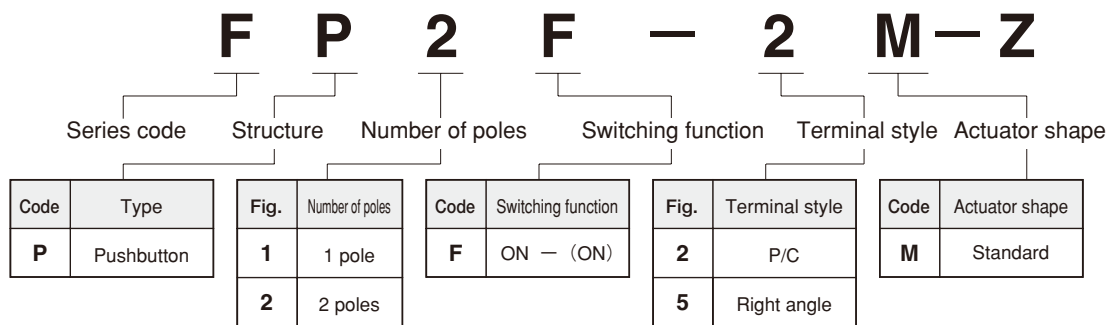 F P 2 F － 2 M － Z
Series code Structure Number of poles Switching function Terminal style Actuator shape
Code Type
P Pushbutton
Fig. Number of poles
1 1 pole
2 2 poles
Code Switching function
F ON － （ON）
Fig. Terminal style
2 P/C
5 Right angle
Code Actuator shape
M Standard